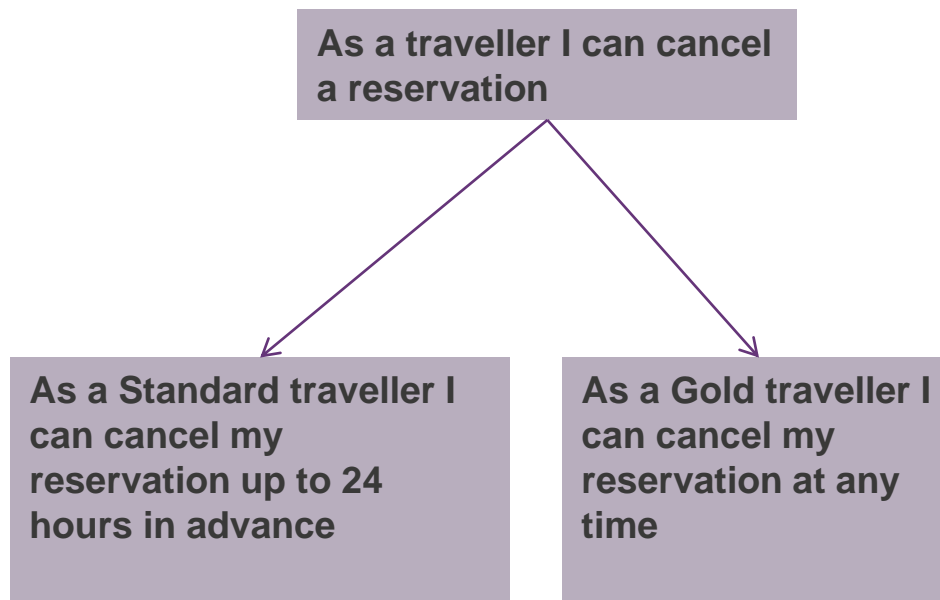 As a traveller I can cancel
a reservation
As a Standard traveller I
can cancel my
reservation up to 24
hours in advance
As a Gold traveller I
can cancel my
reservation at any
time